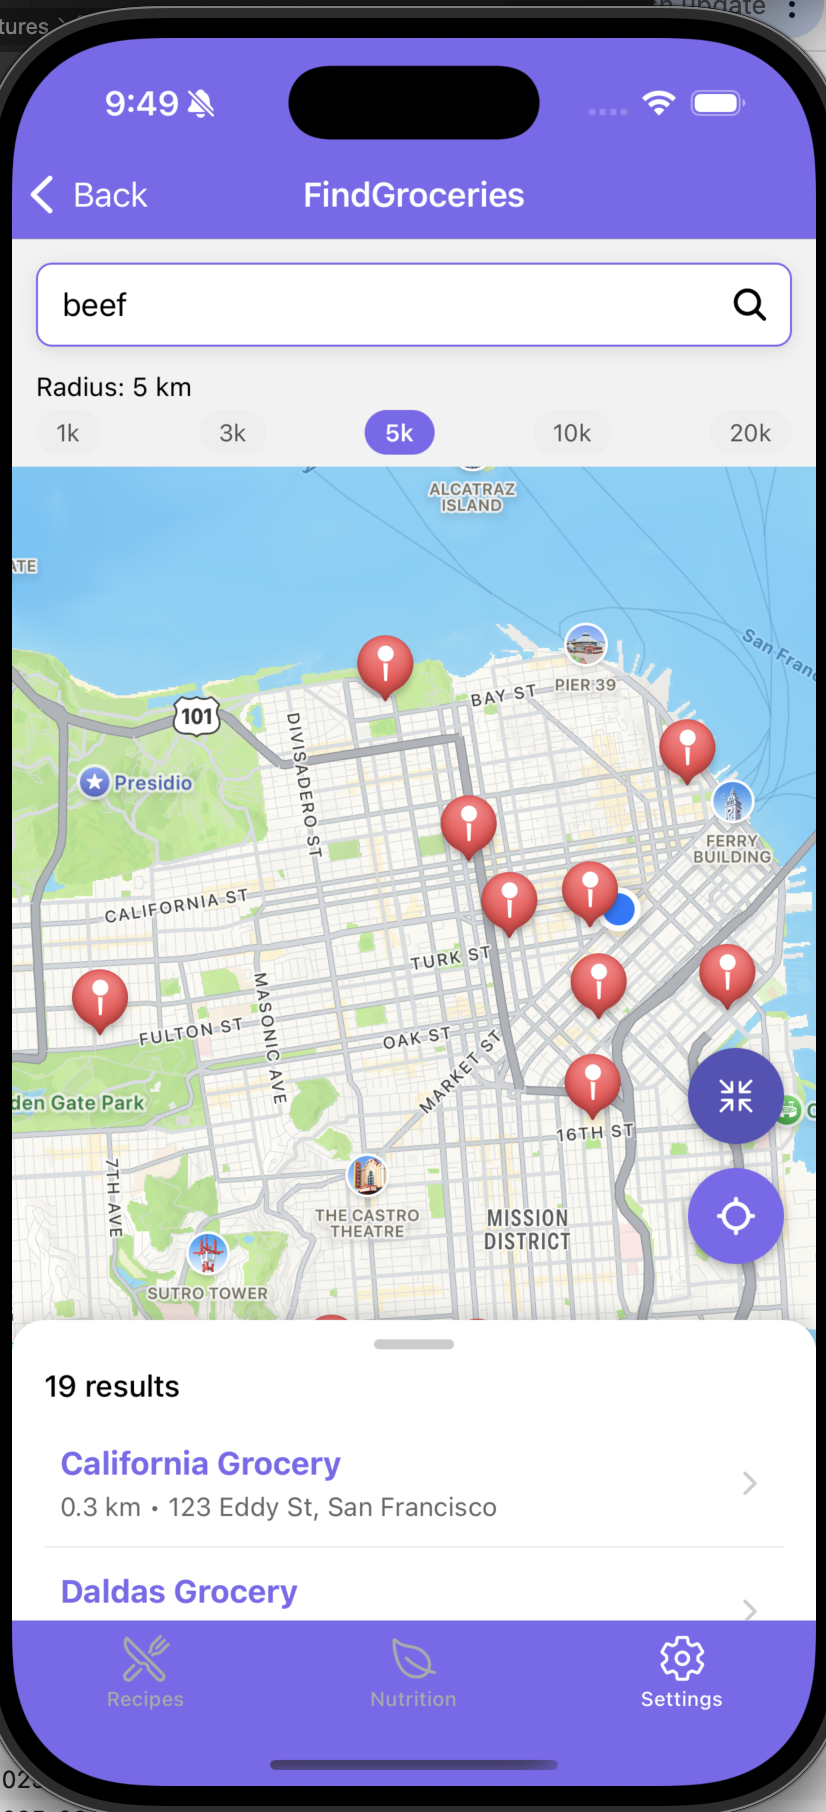 tures
9:49
Back
FindGroceries
beef
Radius: 5 km
1k 3k 5k 10k 20k
ALCATRAZ
ISLAND
ATE
San Fran
PIER 39
BAY ST
101
DIVISADERO ST
Presidio
FERRY
BUILDING
CALIFORNIA ST
TURK ST
MASONIC AVE
FULTON ST
OAK ST
MARKET ST
den Gate Park
16TH ST
7TH AVE
THE CASTRO
THEATRE
MISSION
DISTRICT
SUTRO TOWER
19 results
California Grocery
0.3 km • 123 Eddy St, San Francisco
Daldas Grocery
Recipes Nutrition Settings